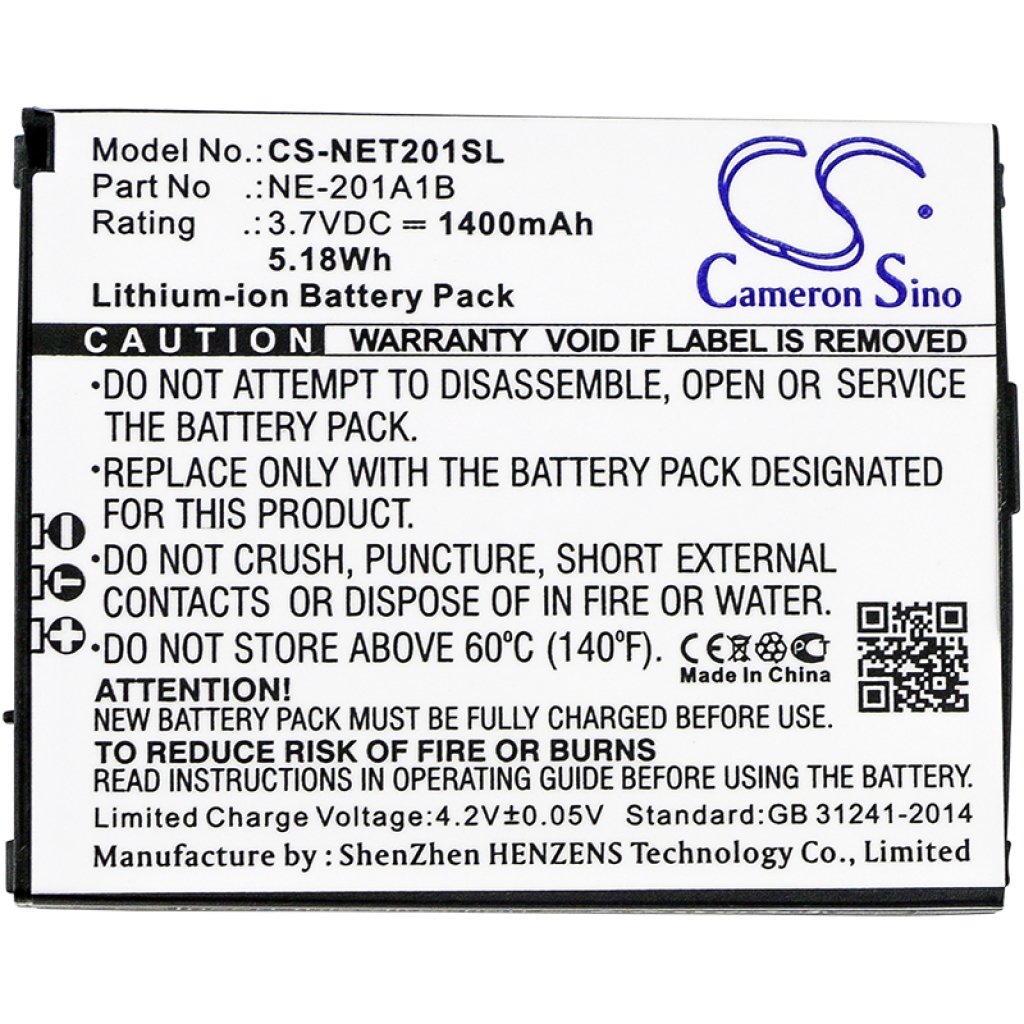 Model No.: CS-NET201SL
Part No .: NE-201A1B
Rating .: 3.7VDC ⎓ 1400mAh
5.18Wh
Lithium-ion Battery Pack
CS
Cameron Sino
CAUTION WARRANTY VOID IF LABEL IS REMOVED
•DO NOT ATTEMPT TO DISASSEMBLE, OPEN OR SERVICE
THE BATTERY PACK.
•REPLACE ONLY WITH THE BATTERY PACK DESIGNATED
FOR THIS PRODUCT.
•DO NOT CRUSH, PUNCTURE, SHORT EXTERNAL
CONTACTS OR DISPOSE OF IN FIRE OR WATER.
•DO NOT STORE ABOVE 60ºC (140ºF). CE PCT
Made In China
ATTENTION!
NEW BATTERY PACK MUST BE FULLY CHARGED BEFORE USE.
TO REDUCE RISK OF FIRE OR BURNS
READ INSTRUCTIONS IN OPERATING GUIDE BEFORE USING BATTERY.
Limited Charge Voltage:4.2V±0.05V Standard:GB 31241-2014
Manufacture by : ShenZhen HENZENS Technology Co., Limited
- T +